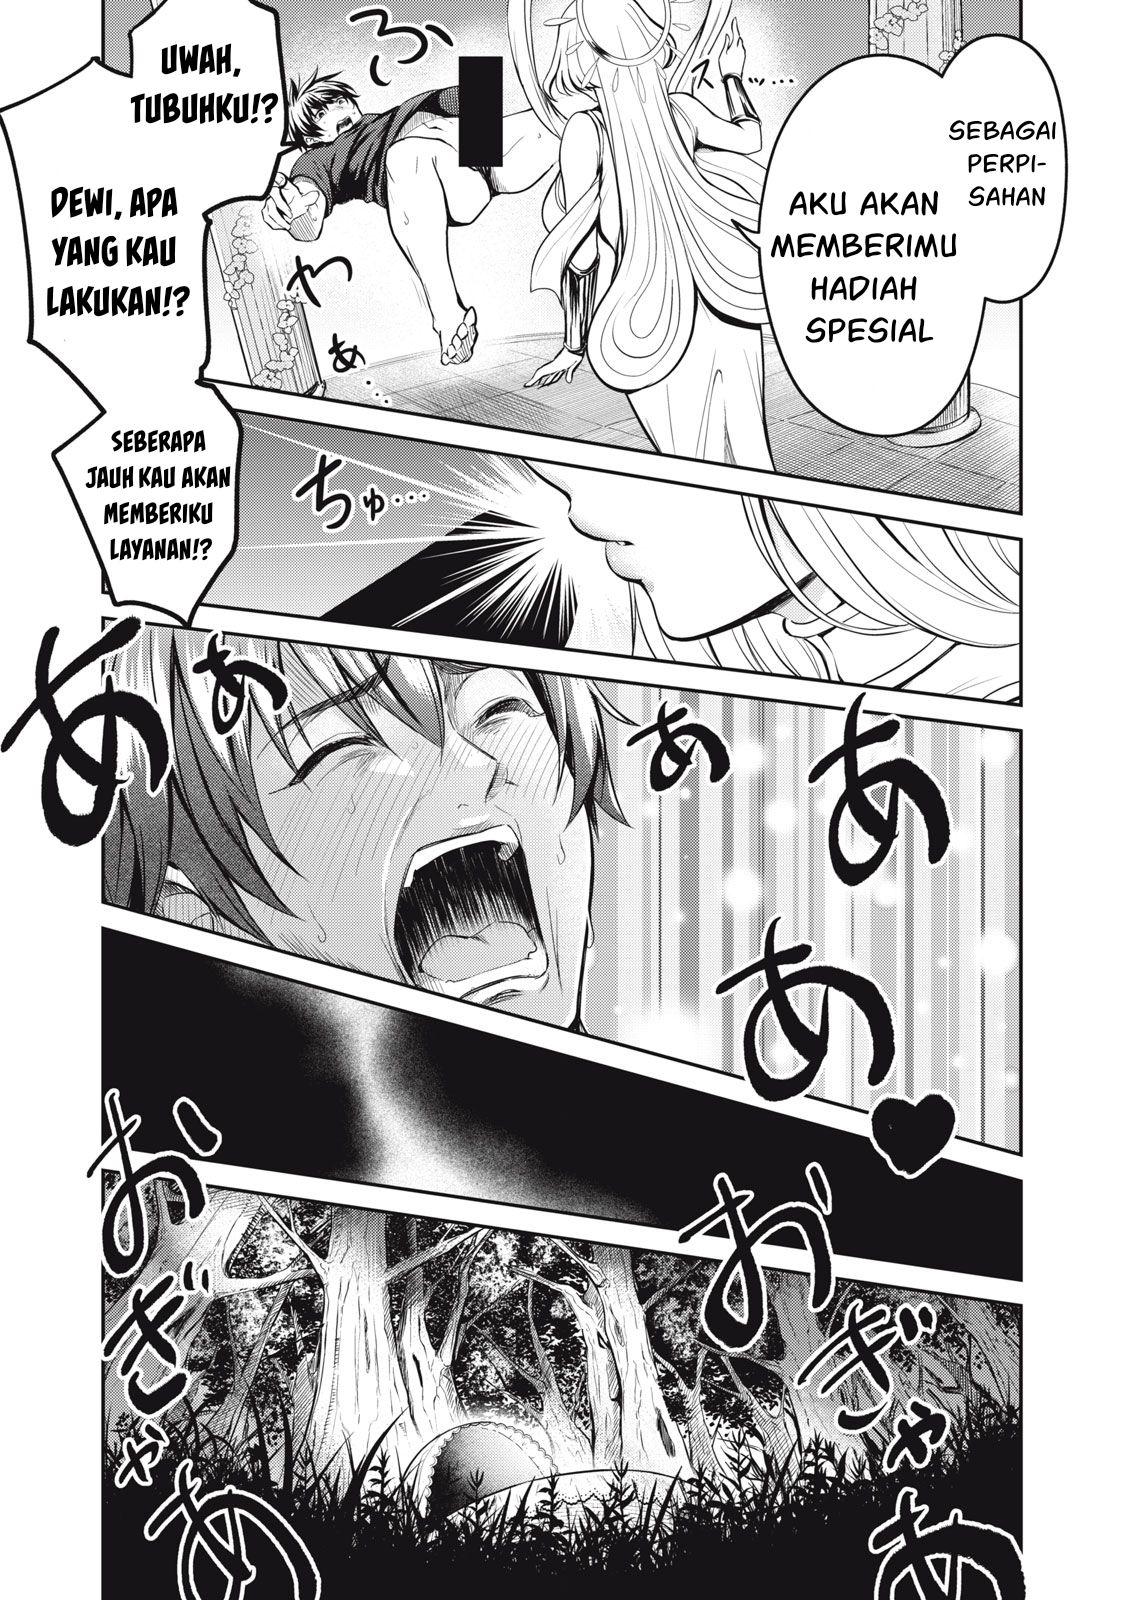 SEBAGAI
PERPI-
SAHAN
AKU AKAN
MEMBERIMU
HADIAH
SPESIAL
ふ
わ
ぁ…
…
UWAH,
TUBUHKU!?
DEWI, APA
YANG KAU
LAKUKAN!?
SEBERAPA
JAUH KAU AKAN
MEMBERIKU
LAYANAN!?
ちゅ…
ああああああ♥
おぎゃあ
おぎゃあ